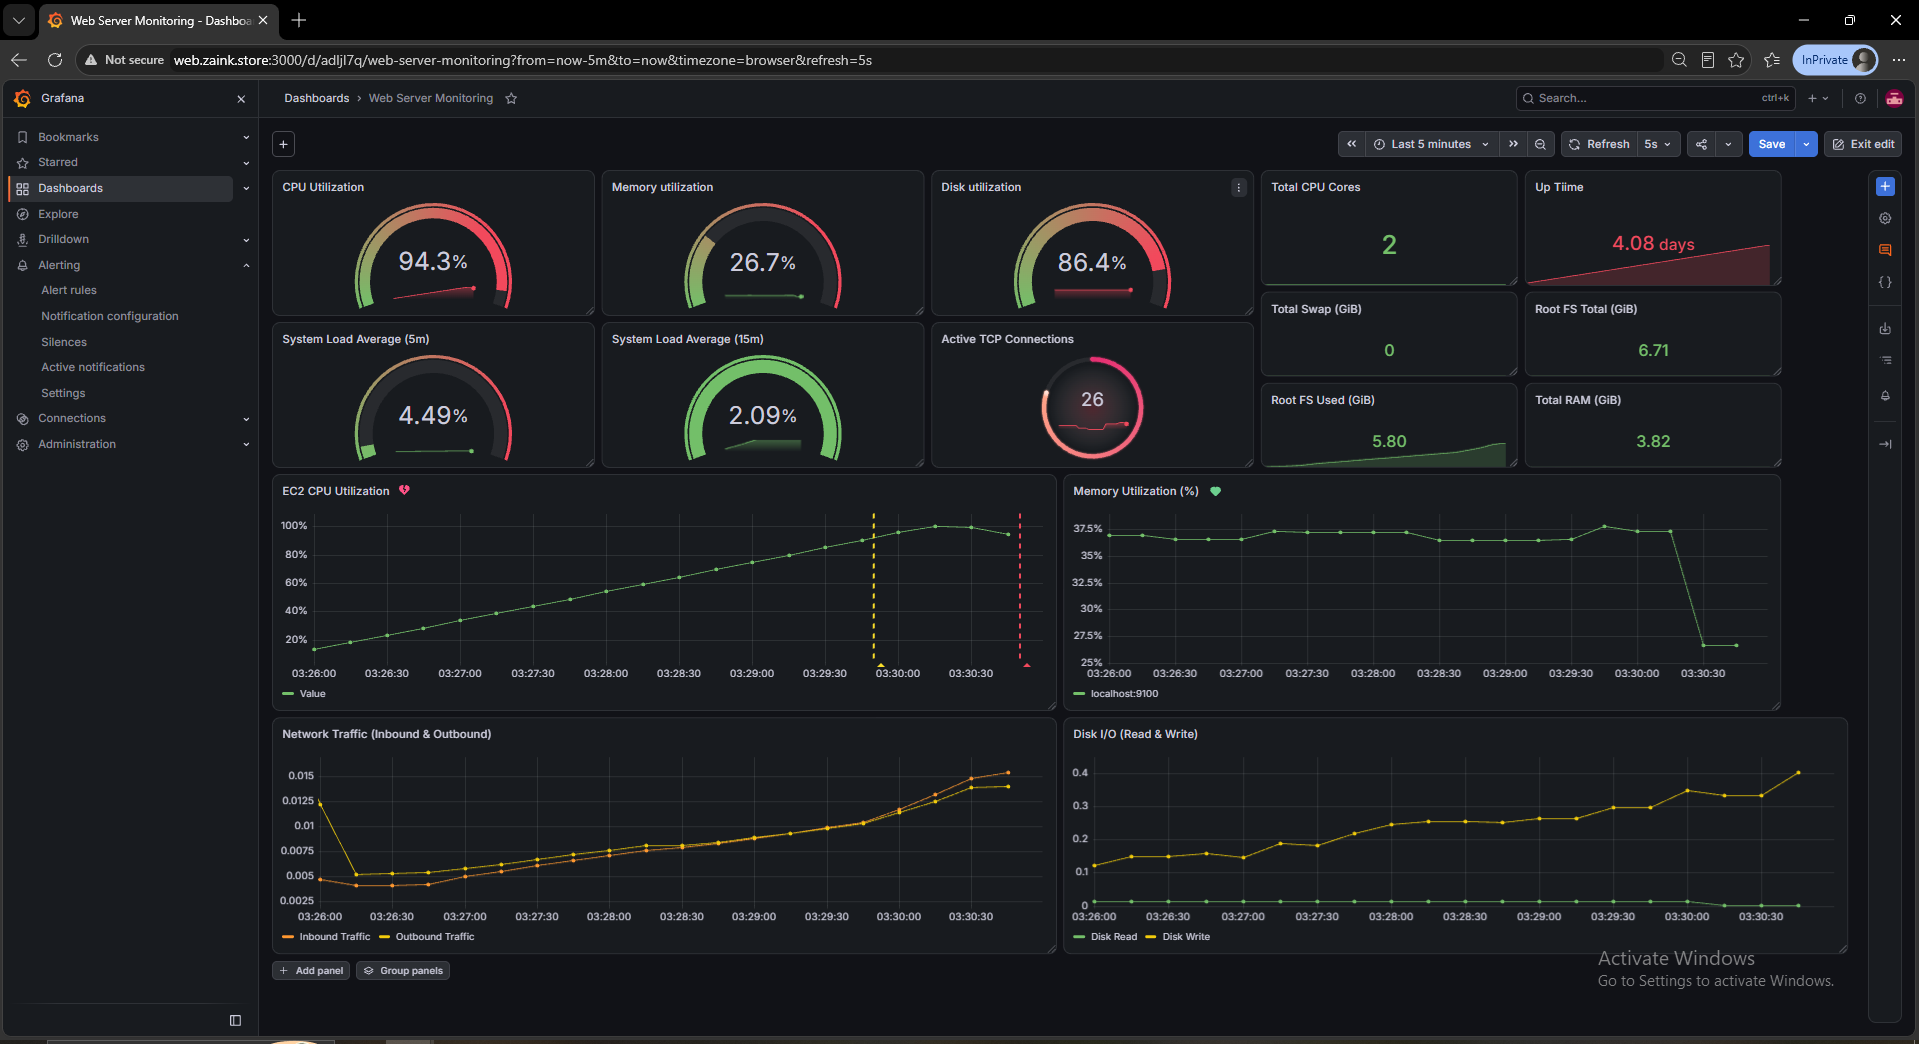 Web Server Monitoring - Dashboa
Not secure web.zaink.store:3000/d/adljl7q/web-server-monitoring?from=now-5m&to=now&timezone=browser&refresh=5s
InPrivate
Grafana
Dashboards › Web Server Monitoring
Search... ctrl+k
Bookmarks
Starred
Dashboards
Explore
Drilldown
Alerting
Alert rules
Notification configuration
Silences
Active notifications
Settings
Connections
Administration
Last 5 minutes
Refresh 5s
Save
Exit edit
CPU Utilization
94.3%
Memory utilization
26.7%
Disk utilization
86.4%
Total CPU Cores
2
Up Tiime
4.08 days
Total Swap (GiB)
0
Root FS Total (GiB)
6.71
System Load Average (5m)
4.49%
System Load Average (15m)
2.09%
Active TCP Connections
26
Root FS Used (GiB)
5.80
Total RAM (GiB)
3.82
EC2 CPU Utilization
100%
80%
60%
40%
20%
03:26:00 03:26:30 03:27:00 03:27:30 03:28:00 03:28:30 03:29:00 03:29:30 03:30:00 03:30:30
Value
Memory Utilization (%)
37.5%
35%
32.5%
30%
27.5%
25%
03:26:00 03:26:30 03:27:00 03:27:30 03:28:00 03:28:30 03:29:00 03:29:30 03:30:00 03:30:30
localhost:9100
Network Traffic (Inbound & Outbound)
0.015
0.0125
0.01
0.0075
0.005
0.0025
03:26:00 03:26:30 03:27:00 03:27:30 03:28:00 03:28:30 03:29:00 03:29:30 03:30:00 03:30:30
Inbound Traffic Outbound Traffic
Disk I/O (Read & Write)
0.4
0.3
0.2
0.1
0
03:26:00 03:26:30 03:27:00 03:27:30 03:28:00 03:28:30 03:29:00 03:29:30 03:30:00 03:30:30
Disk Read Disk Write
Add panel
Group panels
Activate Windows
Go to Settings to activate Windows.